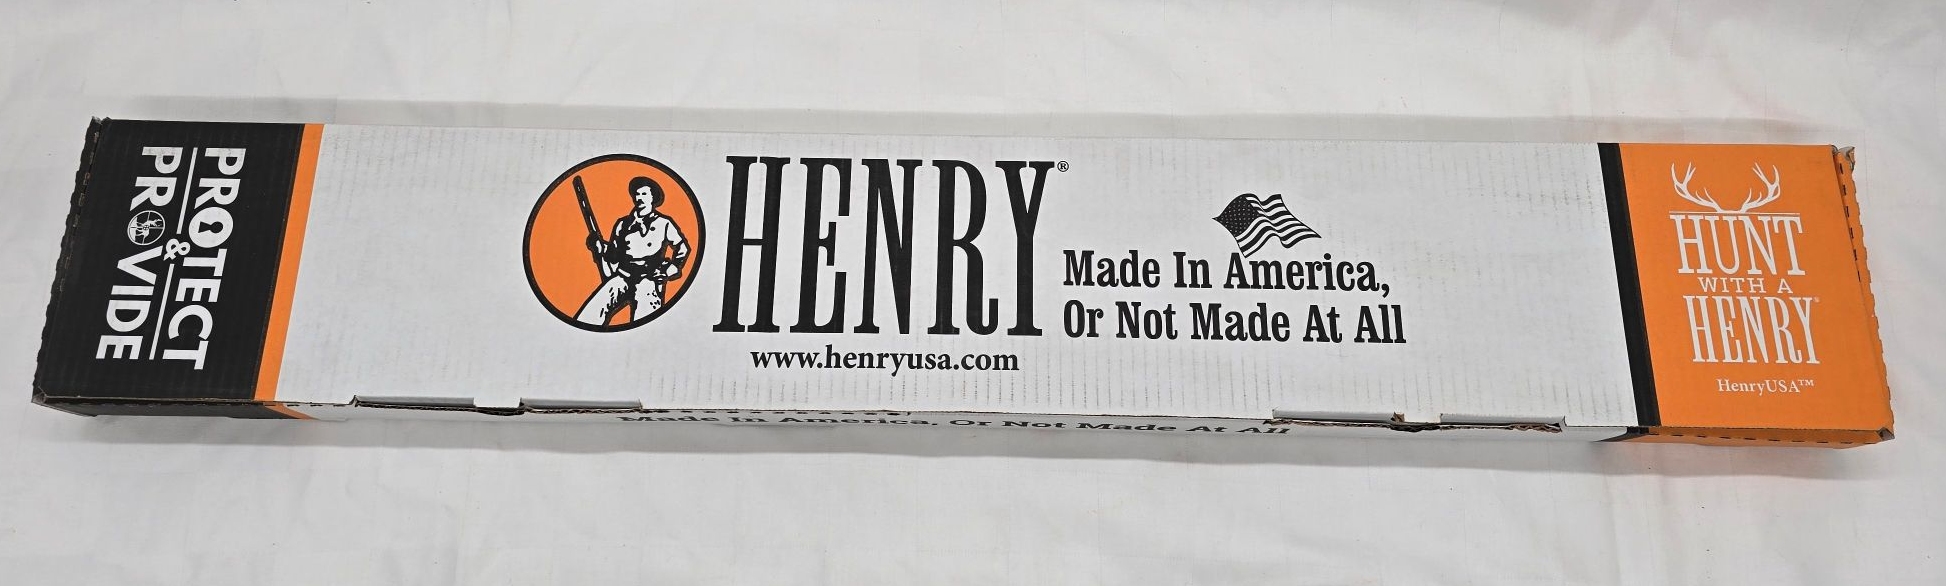 PROTECT
&
PROVIDE
HENRY®
www.henryusa.com
Made In America,
Or Not Made At All
HUNT
WITH A
HENRY®
HenryUSA™
Made In America, Or Not Made At All